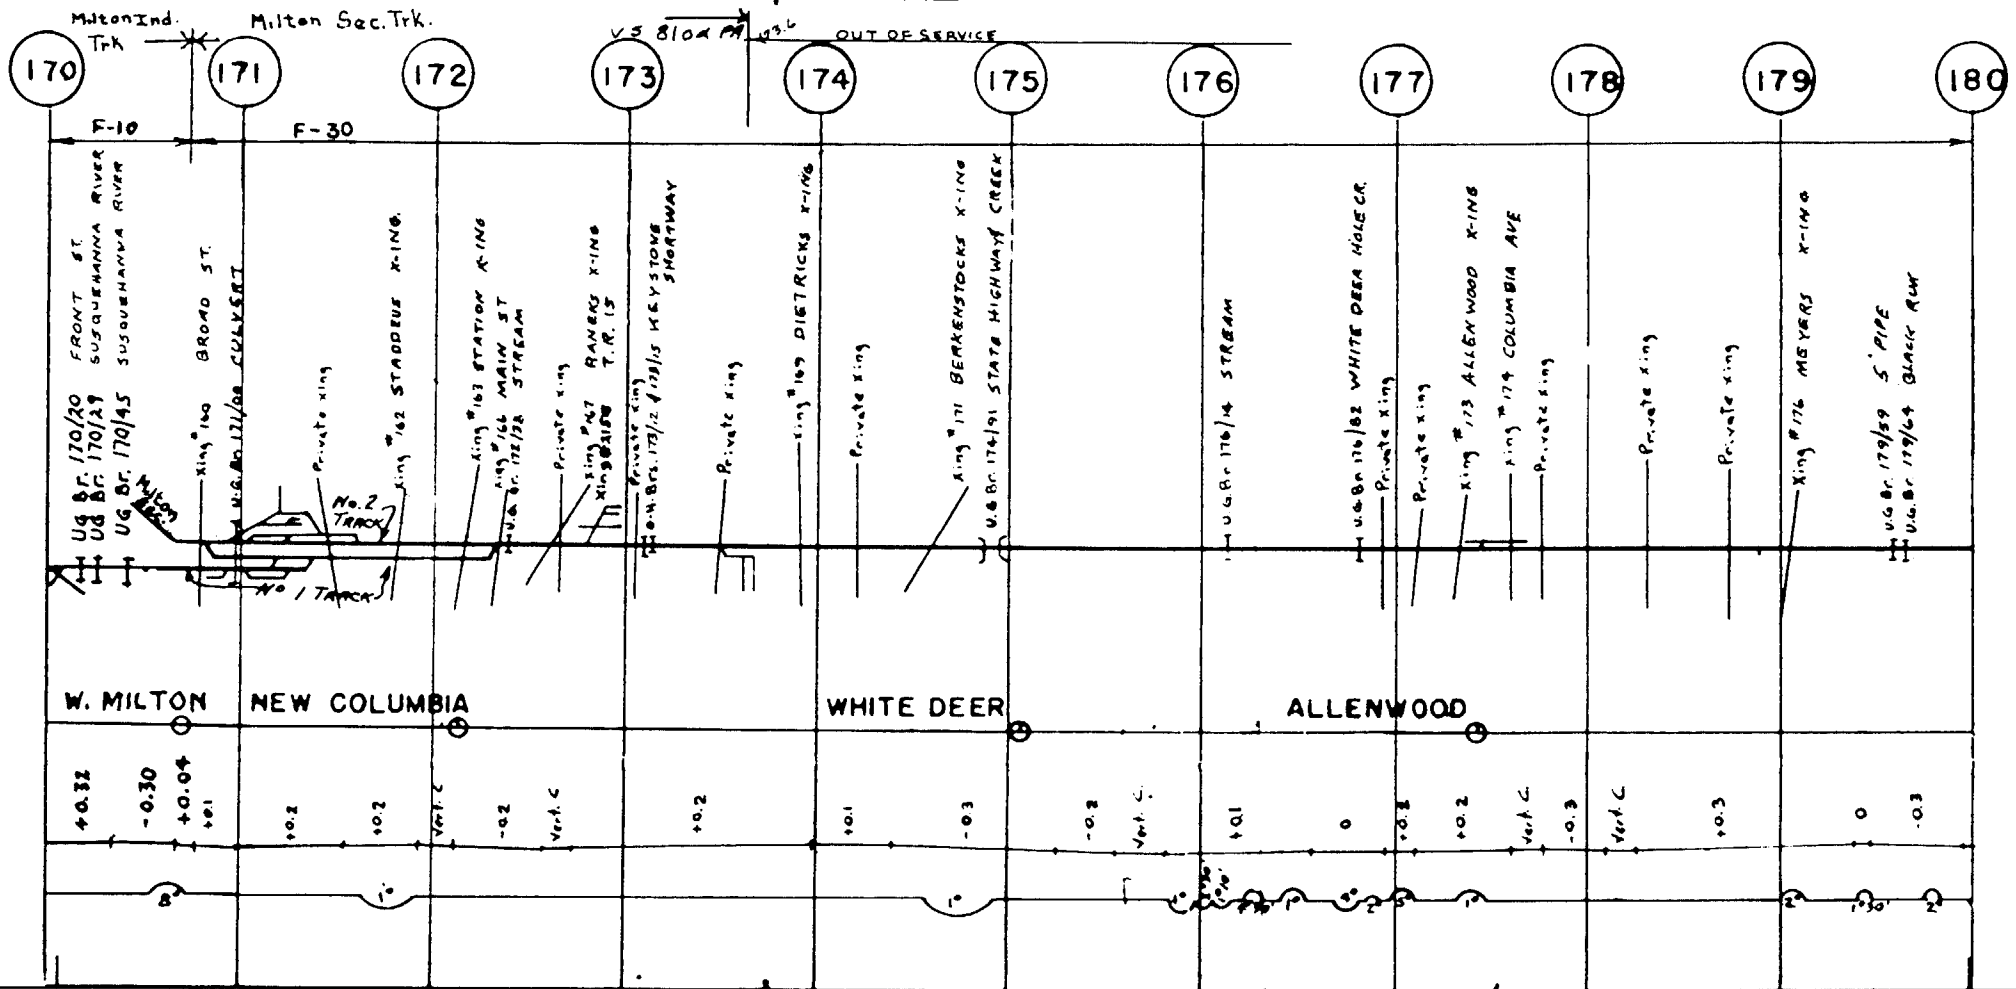 Milton Ind.
Trk
Milton Sec. Trk.
OUT OF SERVICE
170
171
172
173
174
175
176
177
178
179
180
F-10
F-30
UG Br. 170/20 FRONT ST.
UG Br. 170/29 SUSQUEHANNA RIVER
UG Br. 170/45 SUSQUEHANNA RIVER
Milton
Xing #160 BROAD ST.
CULVERT
Private Xing
Xing #162 STADDEUS X-ING.
Xing #163 STATION X-ING
Xing #166 MAIN ST
U.G. Br. 172/38 STREAM
Private Xing
Xing #167 RANERS X-ING
T.R. 15
Private Xing
O.H. Brs. 173/12 & 173/15 KEYSTONE
SHORTWAY
Private Xing
Xing #169 DIETRICKS X-ING
Private Xing
Xing #171 BERKENSTOCKS X-ING
U.G. Br. 174/91 STATE HIGHWAY & CREEK
U.G. Br. 176/14 STREAM
U.G. Br. 176/82 WHITE DEER HOLE CR.
Private Xing
Private Xing
Xing #173 ALLENWOOD X-ING
Xing #174 COLUMBIA AVE
Private Xing
Private Xing
Private Xing
Xing #176 MEYERS X-ING
U.G. Br. 179/59 5' PIPE
U.G. Br. 179/64 BLACK RUN
No. 2
TRACK
No 1 TRACK
W. MILTON
NEW COLUMBIA
WHITE DEER
ALLENWOOD
+0.32
-0.30
+0.04
+0.1
+0.2
+0.2
Vert. C
-0.2
Vert. C
+0.2
+0.1
-0.3
-0.2
Vert. C.
+0.1
0
+0.2
+0.2
Vert. C.
-0.3
Vert. C
+0.3
0
-0.3
8°
1°
1°
1°
1°
4°
2°
5°
1°
2°
1°30'
2°